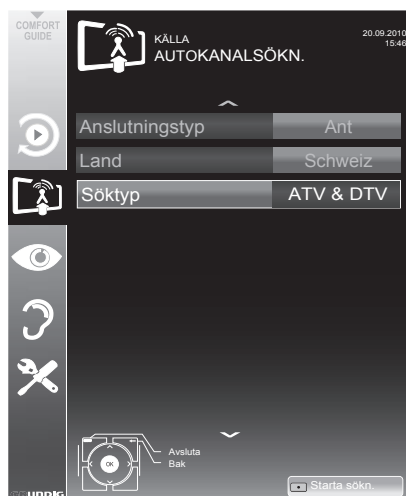 COMFORT
GUIDE
KÄLLA
AUTOKANALSÖKN.
20.09.2010
15:46
Anslutningstyp Ant
Land Schweiz
Söktyp ATV & DTV
OK
Avsluta
Bak
Starta sökn.